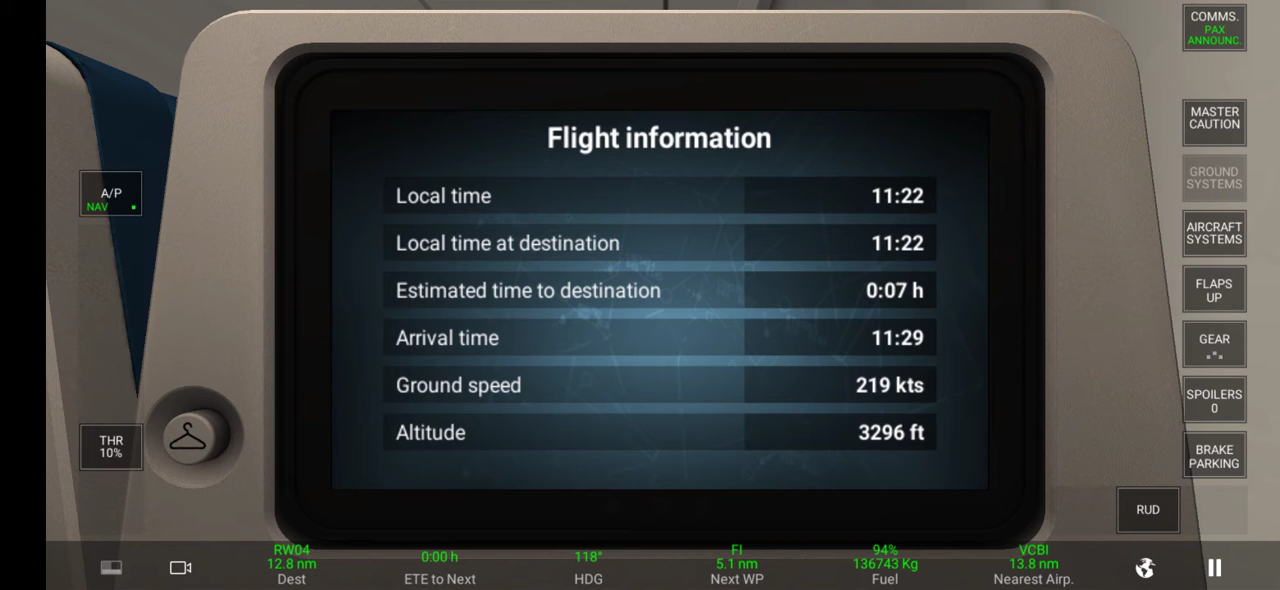 COMMS.
PAX
ANNOUNC.
Flight information
MASTER
CAUTION
Local time 11:22
A/P
NAV
GROUND
SYSTEMS
Local time at destination 11:22
AIRCRAFT
SYSTEMS
Estimated time to destination 0:07 h
FLAPS
UP
Arrival time 11:29
GEAR
Ground speed 219 kts
SPOILERS
0
Altitude 3296 ft
THR
10%
BRAKE
PARKING
RUD
RW04
12.8 nm
Dest
0:00 h
ETE to Next
118°
HDG
FI
5.1 nm
Next WP
94%
136743 Kg
Fuel
VCBI
13.8 nm
Nearest Airp.